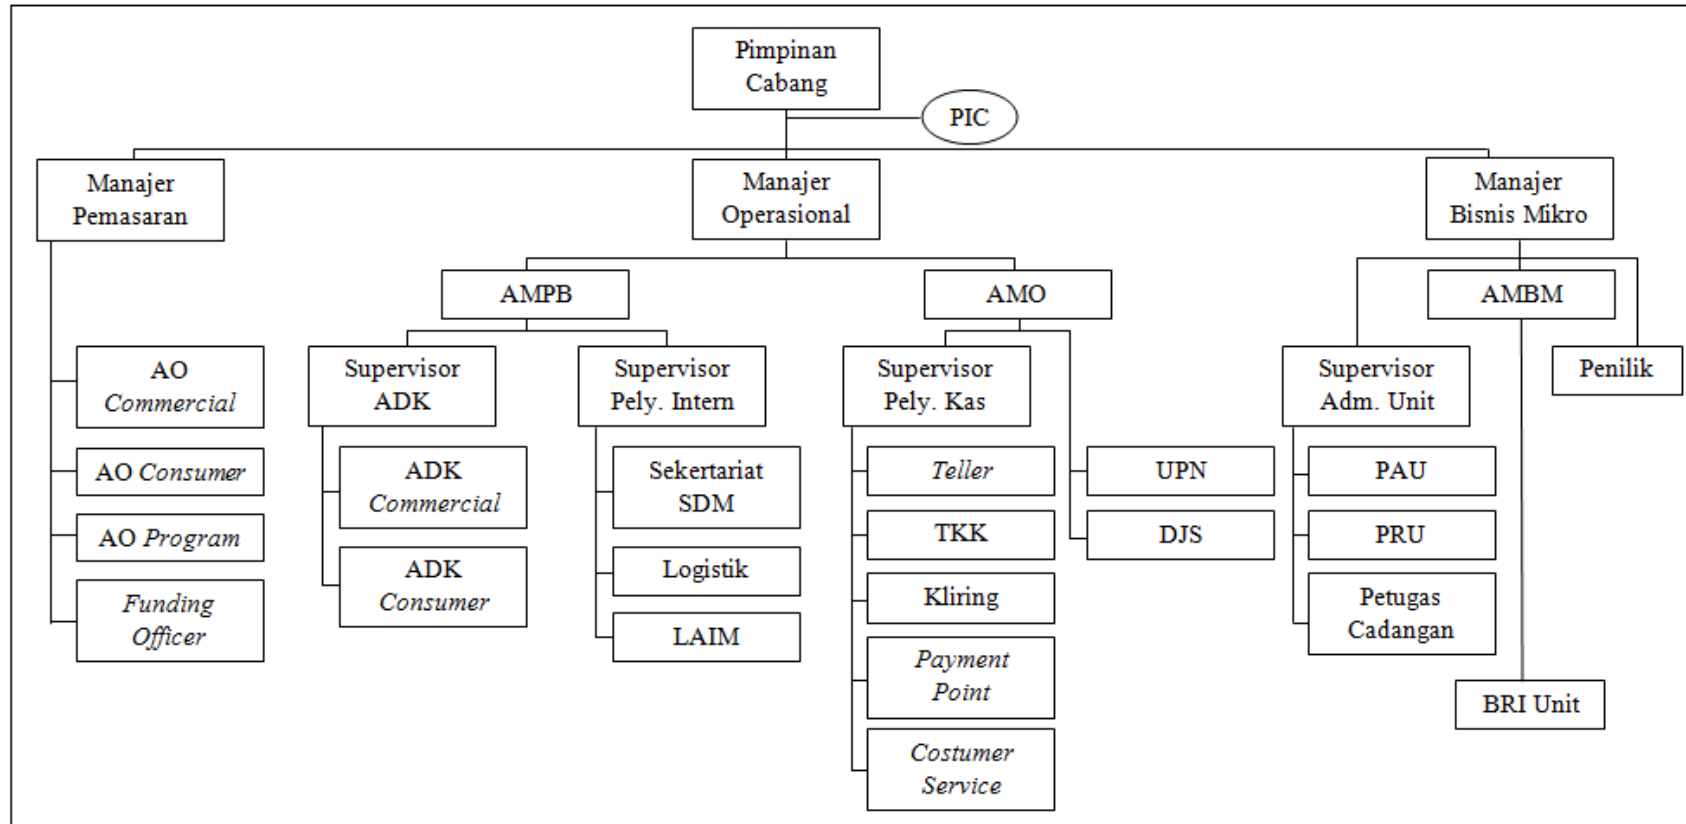 Pimpinan
Cabang
PIC
Manajer
Pemasaran
Manajer
Operasional
Manajer
Bisnis Mikro
AMPB
AMO
AMBM
AO
Commercial
AO Consumer
AO Program
Funding
Officer
Supervisor
ADK
ADK
Commercial
ADK
Consumer
Supervisor
Pely. Intern
Sekertariat
SDM
Logistik
LAIM
Supervisor
Pely. Kas
Teller
TKK
Kliring
Payment
Point
Costumer
Service
UPN
DJS
Supervisor
Adm. Unit
PAU
PRU
Petugas
Cadangan
Penilik
BRI Unit